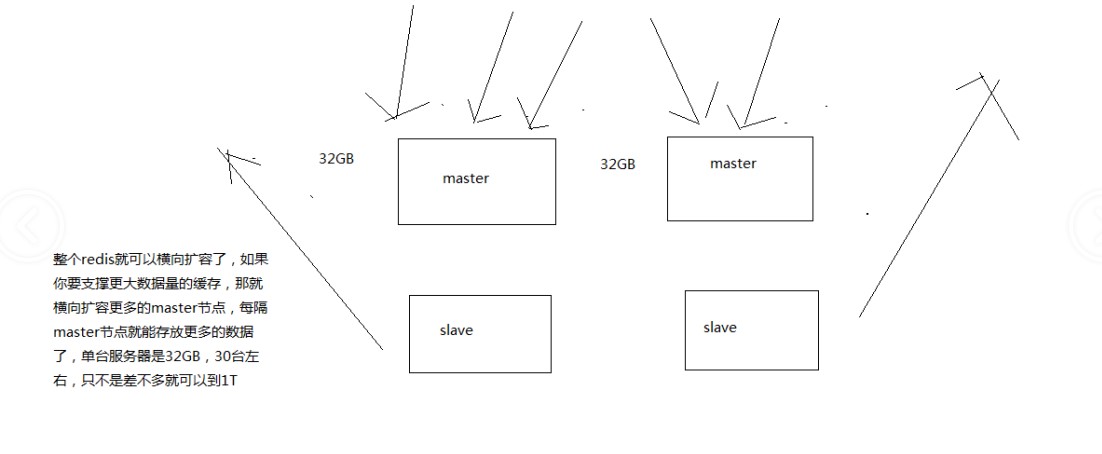 32GB
master
32GB
master
整个redis就可以横向扩容了，如果
你要支撑更大数据量的缓存，那就
横向扩容更多的master节点，每隔
master节点就能存放更多的数据
了，单台服务器是32GB，30台左
右，只不是差不多就可以到1T
slave
slave